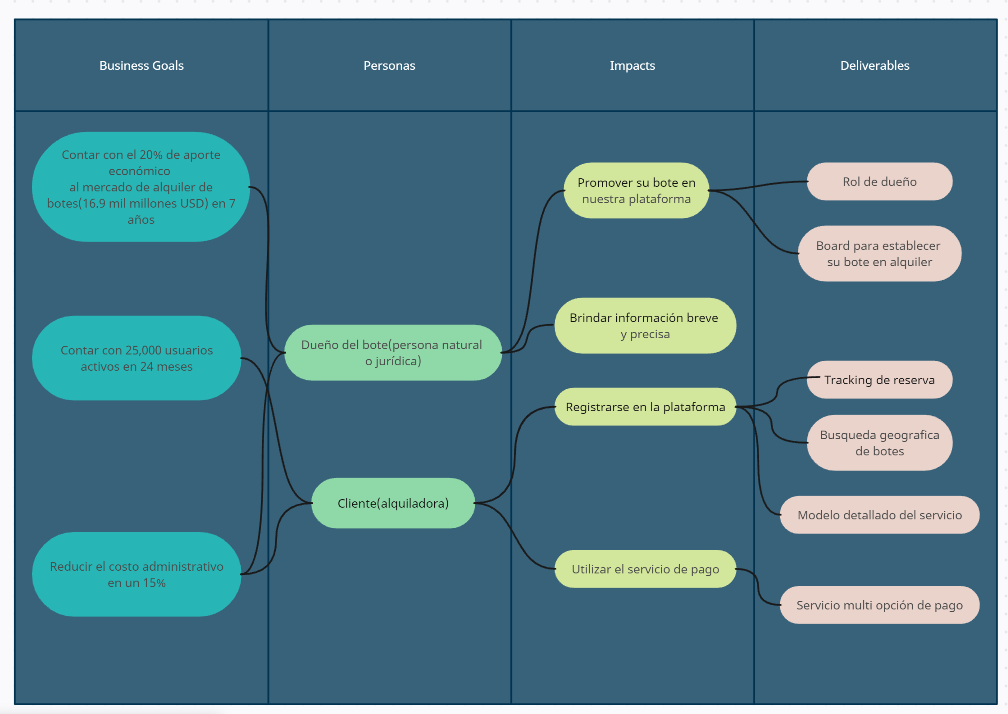 Business Goals
Personas
Impacts
Deliverables
Contar con el 20% de aporte
económico
al mercado de alquiler de
botes(16.9 mil millones USD) en 7
años
Contar con 25,000 usuarios
activos en 24 meses
Reducir el costo administrativo
en un 15%
Dueño del bote(persona natural
o jurídica)
Cliente(alquiladora)
Promover su bote en
nuestra plataforma
Brindar información breve
y precisa
Registrarse en la plataforma
Utilizar el servicio de pago
Rol de dueño
Board para establecer
su bote en alquiler
Tracking de reserva
Busqueda geografica
de botes
Modelo detallado del servicio
Servicio multi opción de pago